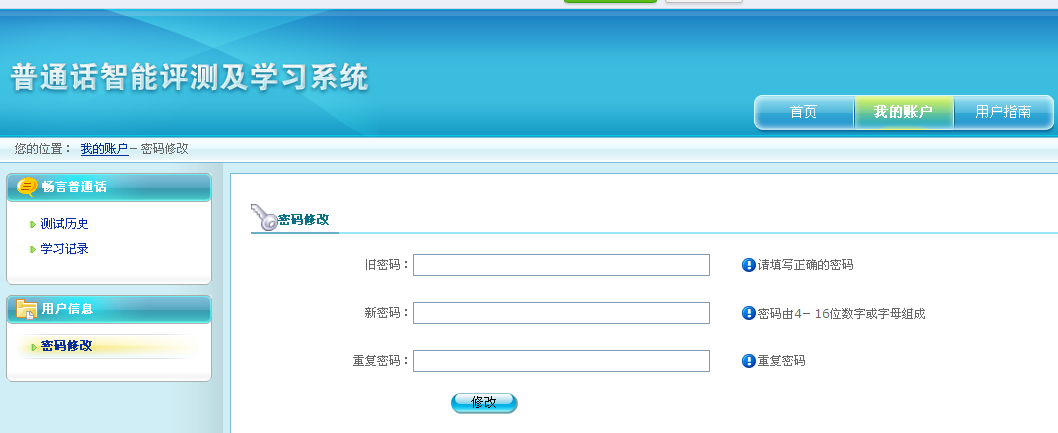 普通话智能评测及学习系统
首页 我的账户 用户指南
您的位置： 我的账户－密码修改
畅言普通话
测试历史
学习记录
用户信息
密码修改
密码修改
旧密码： 请填写正确的密码
新密码： 密码由4－16位数字或字母组成
重复密码： 重复密码
修改